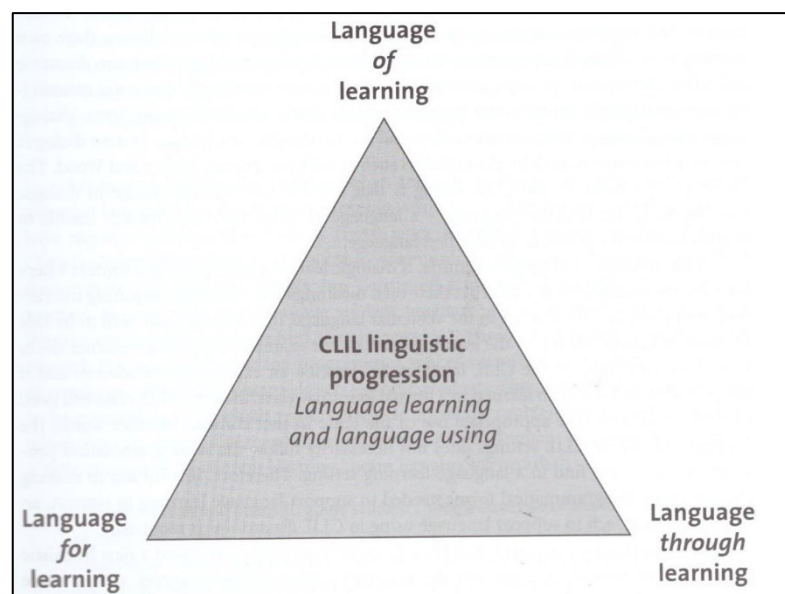 Language
of
learning
CLIL linguistic
progression
Language learning
and language using
Language
for
learning
Language
through
learning